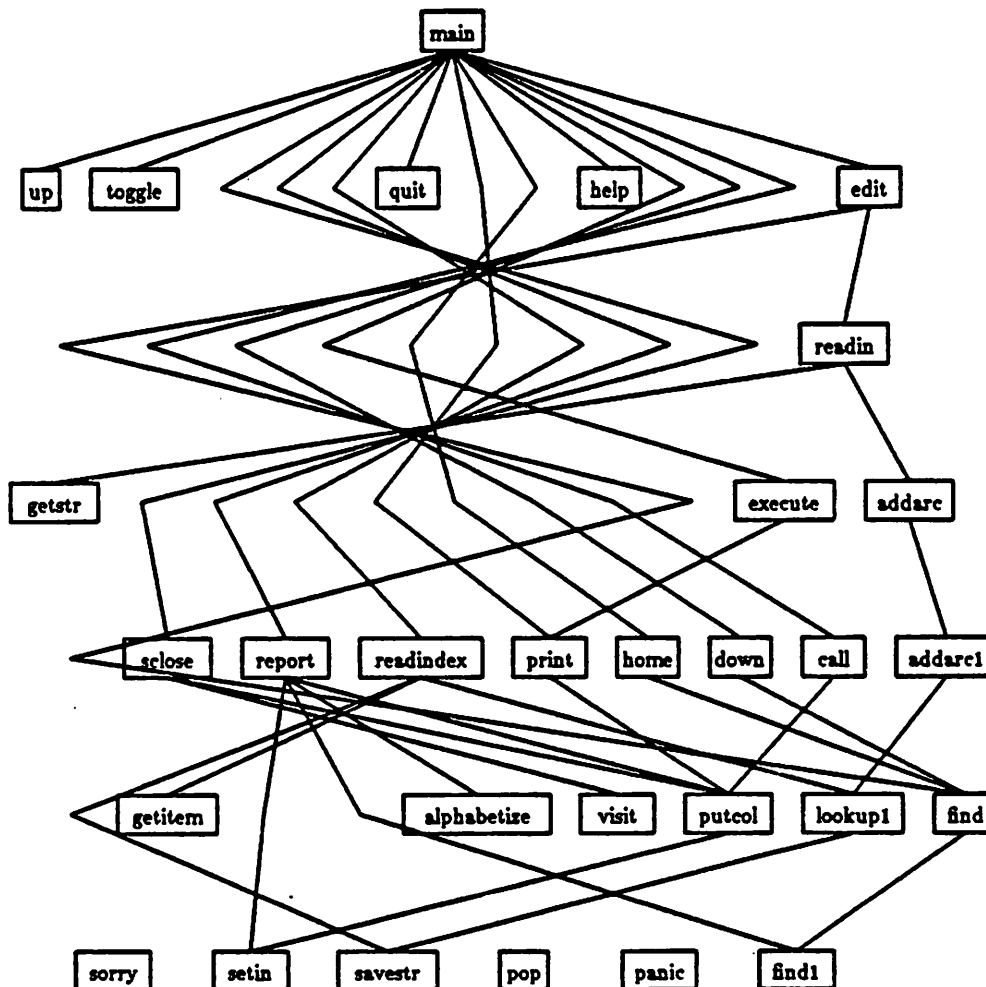 main
up toggle quit help edit
readin
getstr execute addarc
sclose report readindex print home down call addarc1
getitem alphabetize visit putcol lookup1 find
sorry setin savestr pop panic find1